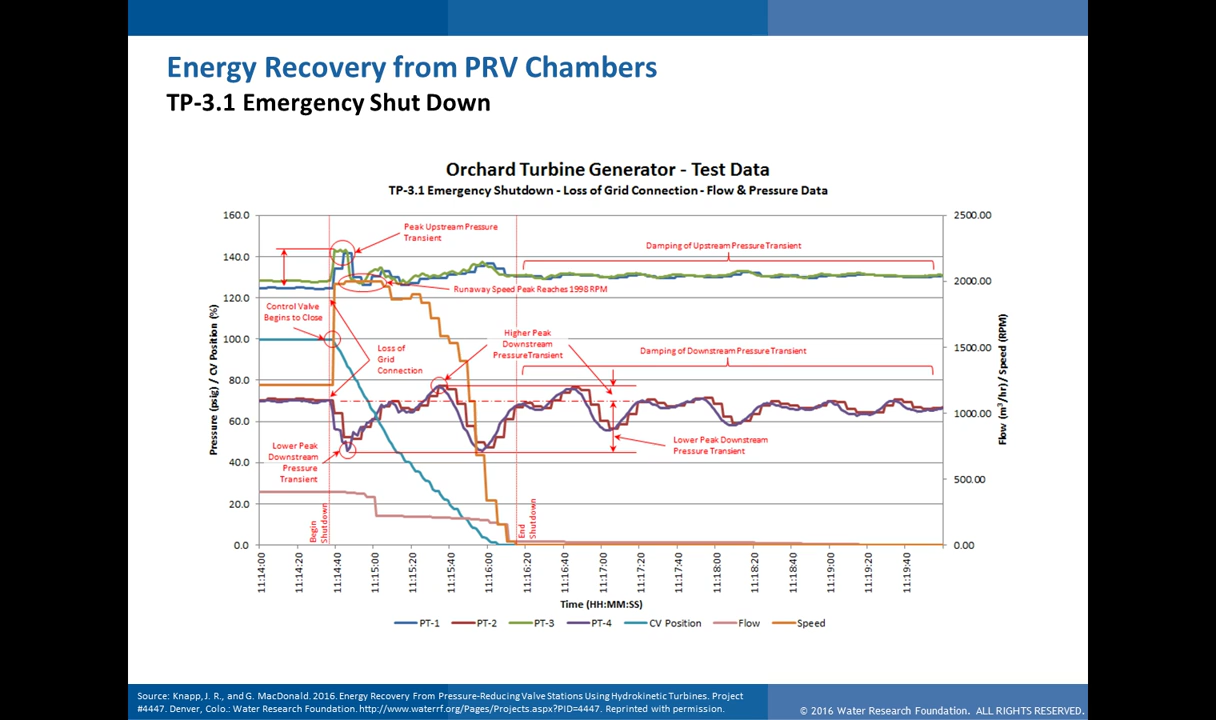 Energy Recovery from PRV Chambers
TP-3.1 Emergency Shut Down
Orchard Turbine Generator - Test Data
TP-3.1 Emergency Shutdown - Loss of Grid Connection - Flow & Pressure Data
160.0
140.0
120.0
100.0
80.0
60.0
40.0
20.0
0.0
Pressure (psig) / CV Position (%)
2500.00
2000.00
1500.00
1000.00
500.00
0.00
Flow (m³/hr) / Speed (RPM)
Peak Upstream Pressure
Transient
Damping of Upstream Pressure Transient
Runaway Speed Peak Reaches 1998 RPM
Control Valve
Begins to Close
Loss of
Grid
Connection
Higher Peak
Downstream
Pressure Transient
Damping of Downstream Pressure Transient
Lower Peak
Downstream
Pressure
Transient
Lower Peak Downstream
Pressure Transient
Begin
Shutdown
End
Shutdown
11:14:00
11:14:20
11:14:40
11:15:00
11:15:20
11:15:40
11:16:00
11:16:20
11:16:40
11:17:00
11:17:20
11:17:40
11:18:00
11:18:20
11:18:40
11:19:00
11:19:20
11:19:40
Time (HH:MM:SS)
PT-1 PT-2 PT-3 PT-4 CV Position Flow Speed
Source: Knapp, J. R., and G. MacDonald. 2016. Energy Recovery From Pressure-Reducing Valve Stations Using Hydrokinetic Turbines. Project
#4447. Denver, Colo.: Water Research Foundation. http://www.waterrf.org/Pages/Projects.aspx?PID=4447. Reprinted with permission.
© 2016 Water Research Foundation. ALL RIGHTS RESERVED.